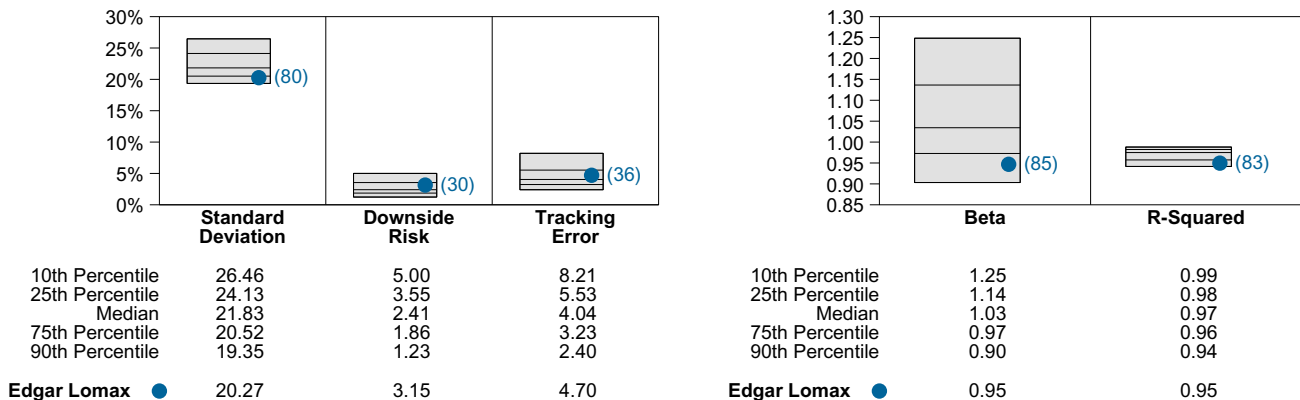 30%
25%
20%
15%
10%
5%
0%
(80)
(30)
(36)
Standard Deviation
Downside Risk
Tracking Error
10th Percentile 26.46 5.00 8.21
25th Percentile 24.13 3.55 5.53
Median 21.83 2.41 4.04
75th Percentile 20.52 1.86 3.23
90th Percentile 19.35 1.23 2.40
Edgar Lomax 20.27 3.15 4.70
1.30
1.25
1.20
1.15
1.10
1.05
1.00
0.95
0.90
0.85
(85)
(83)
Beta R-Squared
10th Percentile 1.25 0.99
25th Percentile 1.14 0.98
Median 1.03 0.97
75th Percentile 0.97 0.96
90th Percentile 0.90 0.94
Edgar Lomax 0.95 0.95